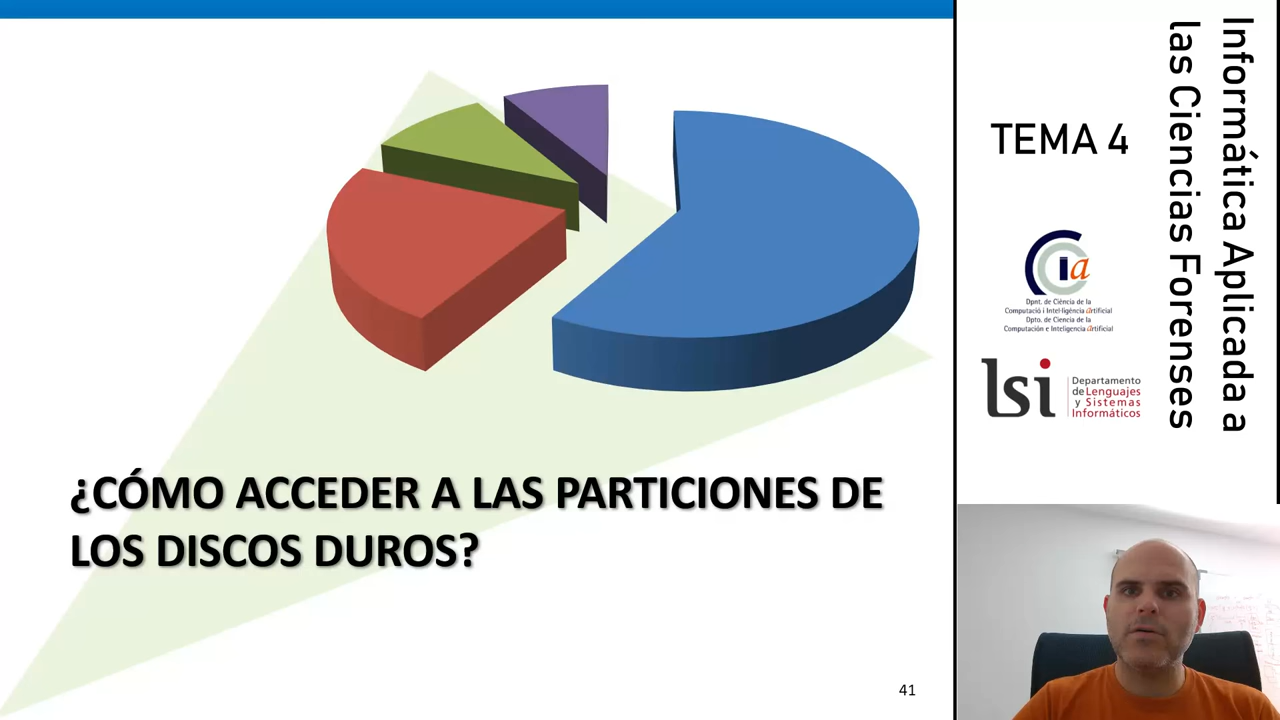 ¿CÓMO ACCEDER A LAS PARTICIONES DE
LOS DISCOS DUROS?
41
TEMA 4
Informática Aplicada a
las Ciencias Forenses
cia
Dpnt. de Ciència de la
Computació i Intel·ligència artificial
Dpto. de Ciencia de la
Computación e Inteligencia artificial
lsi
Departamento
de Lenguajes
y Sistemas
Informáticos